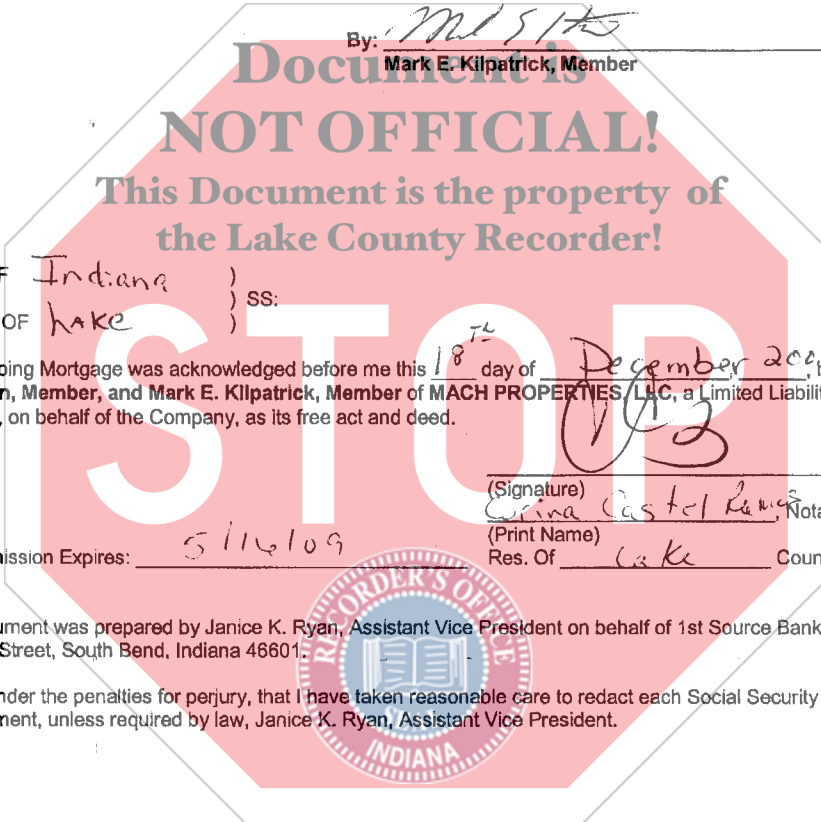 By:
Mark E. Kilpatrick, Member
Document is
NOT OFFICIAL!
This Document is the property of
the Lake County Recorder!
F Indiana )
) SS:
OF LAKE )
STOP
oing Mortgage was acknowledged before me this 18th day of December, 200
n, Member, and Mark E. Kilpatrick, Member of MACH PROPERTIES, LLC, a Limited Liabilit
, on behalf of the Company, as its free act and deed.
(Signature)
Castel Nota
(Print Name)
ission Expires: 5/16/09
Res. Of Lake Coun
ument was prepared by Janice K. Ryan, Assistant Vice President on behalf of 1st Source Bank
Street, South Bend, Indiana 46601.
nder the penalties for perjury, that I have taken reasonable care to redact each Social Security
ment, unless required by law, Janice K. Ryan, Assistant Vice President.
RECORDER'S OFFICE
SEAL
INDIANA